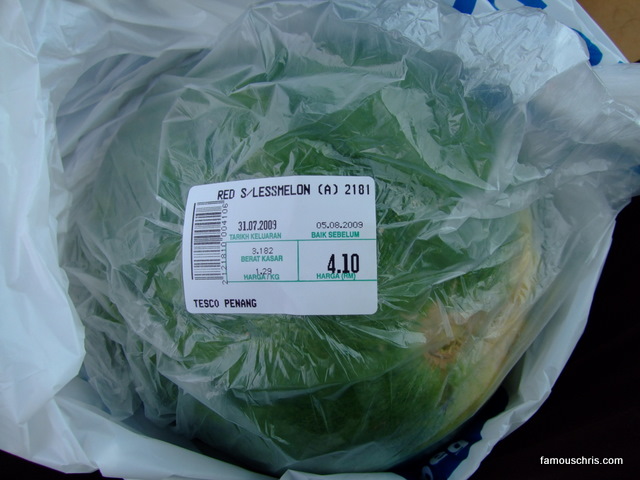 RED S/LESSMELON (A) 2181
31.07.2009 05.08.2009
TARIKH KELUARAN BAIK SEBELUM
3.182
BERAT KASAR
1.29 4.10
HARGA/KG HARGA (RM)
TESCO PENANG
famouschris.com